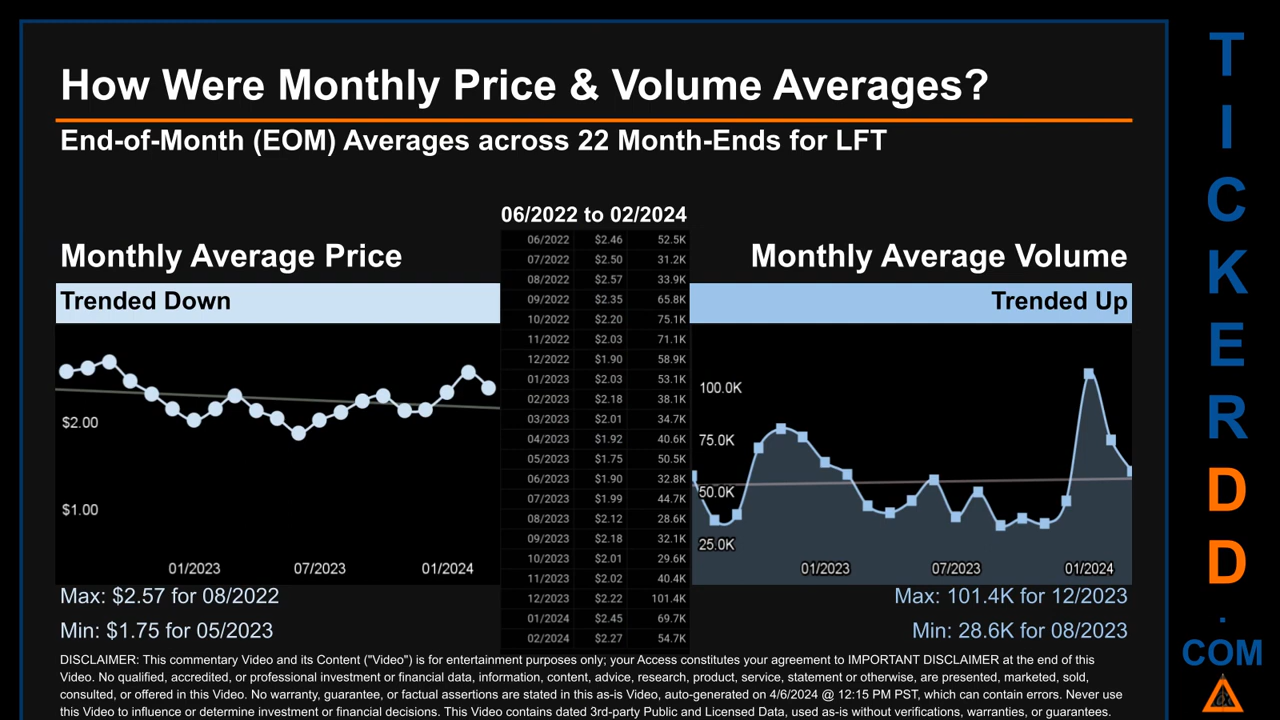 How Were Monthly Price & Volume Averages?
End-of-Month (EOM) Averages across 22 Month-Ends for LFT
06/2022 to 02/2024
Monthly Average Price
Trended Down
$2.00
$1.00
01/2023 07/2023 01/2024
Max: $2.57 for 08/2022
Min: $1.75 for 05/2023
06/2022 $2.46 52.5K
07/2022 $2.50 31.2K
08/2022 $2.57 33.9K
09/2022 $2.35 65.8K
10/2022 $2.20 75.1K
11/2022 $2.03 71.1K
12/2022 $1.90 58.9K
01/2023 $2.03 53.1K
02/2023 $2.18 38.1K
03/2023 $2.01 34.7K
04/2023 $1.92 40.6K
05/2023 $1.75 50.5K
06/2023 $1.90 32.8K
07/2023 $1.99 44.7K
08/2023 $2.12 28.6K
09/2023 $2.18 32.1K
10/2023 $2.01 29.6K
11/2023 $2.02 40.4K
12/2023 $2.22 101.4K
01/2024 $2.45 69.7K
02/2024 $2.27 54.7K
Monthly Average Volume
Trended Up
100.0K
75.0K
50.0K
25.0K
01/2023 07/2023 01/2024
Max: 101.4K for 12/2023
Min: 28.6K for 08/2023
DISCLAIMER: This commentary Video and its Content ("Video") is for entertainment purposes only; your Access constitutes your agreement to IMPORTANT DISCLAIMER at the end of this
Video. No qualified, accredited, or professional investment or financial data, information, content, advice, research, product, service, statement or otherwise, are presented, marketed, sold,
consulted, or offered in this Video. No warranty, guarantee, or factual assertions are stated in this as-is Video, auto-generated on 4/6/2024 @ 12:15 PM PST, which can contain errors. Never use
this Video to influence or determine investment or financial decisions. This Video contains dated 3rd-party Public and Licensed Data, used as-is without verifications, warranties, or guarantees.
T
I
C
K
E
R
D
D
.
COM